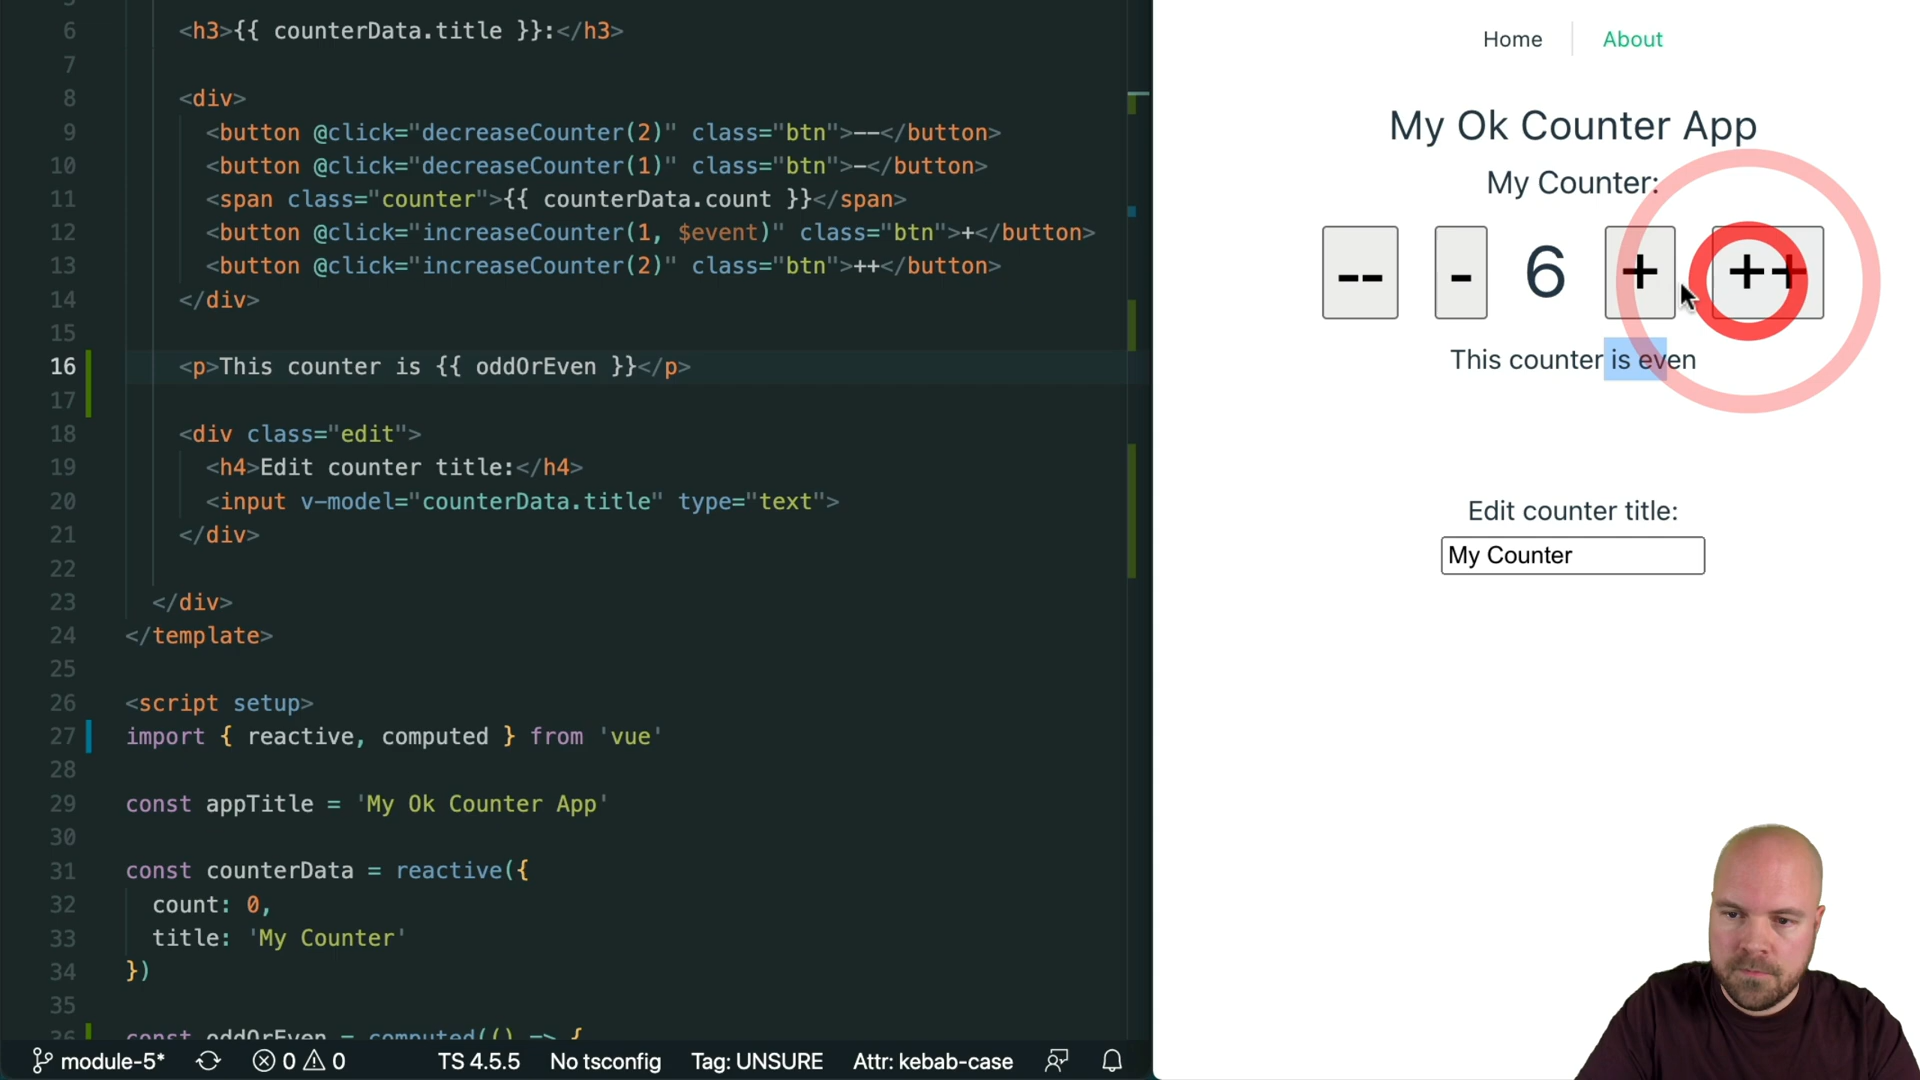 6 <h3>{{ counterData.title }}:</h3>
7
8 <div>
9 <button @click="decreaseCounter(2)" class="btn">--</button>
10 <button @click="decreaseCounter(1)" class="btn">-</button>
11 <span class="counter">{{ counterData.count }}</span>
12 <button @click="increaseCounter(1, $event)" class="btn">+</button>
13 <button @click="increaseCounter(2)" class="btn">++</button>
14 </div>
15
16 <p>This counter is {{ oddOrEven }}</p>
17
18 <div class="edit">
19 <h4>Edit counter title:</h4>
20 <input v-model="counterData.title" type="text">
21 </div>
22
23 </div>
24 </template>
25
26 <script setup>
27 import { reactive, computed } from 'vue'
28
29 const appTitle = 'My Ok Counter App'
30
31 const counterData = reactive({
32 count: 0,
33 title: 'My Counter'
34 })
35
36 const oddOrEven = computed(() => {
module-5* 0 0 TS 4.5.5 No tsconfig Tag: UNSURE Attr: kebab-case
Home About
My Ok Counter App
My Counter:
-- - 6 + ++
This counter is even
Edit counter title:
My Counter